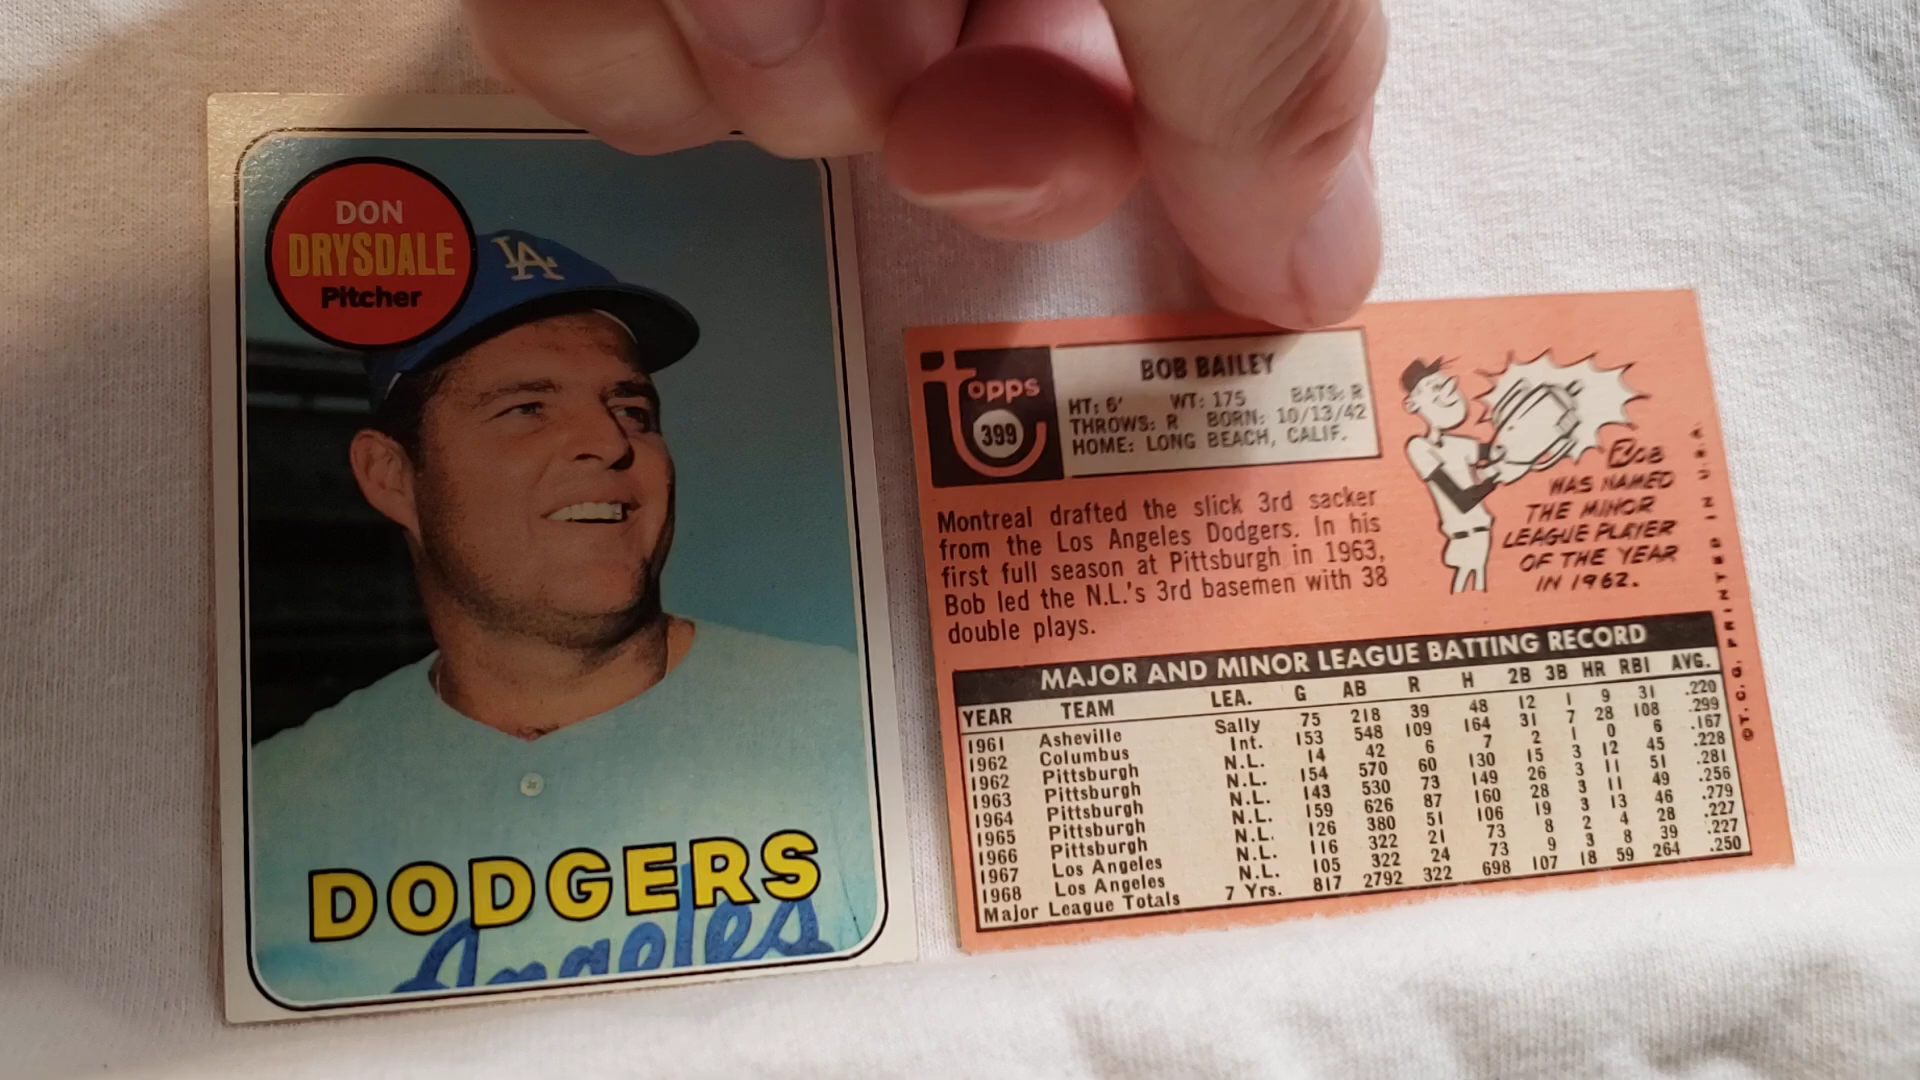 DON
DRYSDALE
Pitcher
LA
DODGERS
Angeles
Topps
399
BOB BAILEY
HT: 6' WT: 175 BATS: R
THROWS: R BORN: 10/13/42
HOME: LONG BEACH, CALIF.
Montreal drafted the slick 3rd sacker
from the Los Angeles Dodgers. In his
first full season at Pittsburgh in 1963,
Bob led the N.L.'s 3rd basemen with 38
double plays.
BOB
WAS NAMED
THE MINOR
LEAGUE PLAYER
OF THE YEAR
IN 1962.
MAJOR AND MINOR LEAGUE BATTING RECORD
YEAR TEAM LEA. G AB R H 2B 3B HR RBI AVG.
1961 Asheville Sally 75 218 39 48 12 1 9 31 .220
1962 Columbus Int. 153 548 109 164 31 7 28 108 .299
1962 Pittsburgh N.L. 14 42 6 7 2 1 0 6 .167
1963 Pittsburgh N.L. 154 570 60 130 15 3 12 45 .228
1964 Pittsburgh N.L. 143 530 73 149 26 3 11 51 .281
1965 Pittsburgh N.L. 159 626 87 160 28 3 11 49 .256
1966 Pittsburgh N.L. 126 380 51 106 19 3 13 46 .279
1967 Los Angeles N.L. 116 322 21 73 8 2 4 28 .227
1968 Los Angeles N.L. 105 322 24 73 9 3 8 39 .227
Major League Totals 7 Yrs. 817 2792 322 698 107 18 59 264 .250
©T.C.G. PRINTED IN U.S.A.